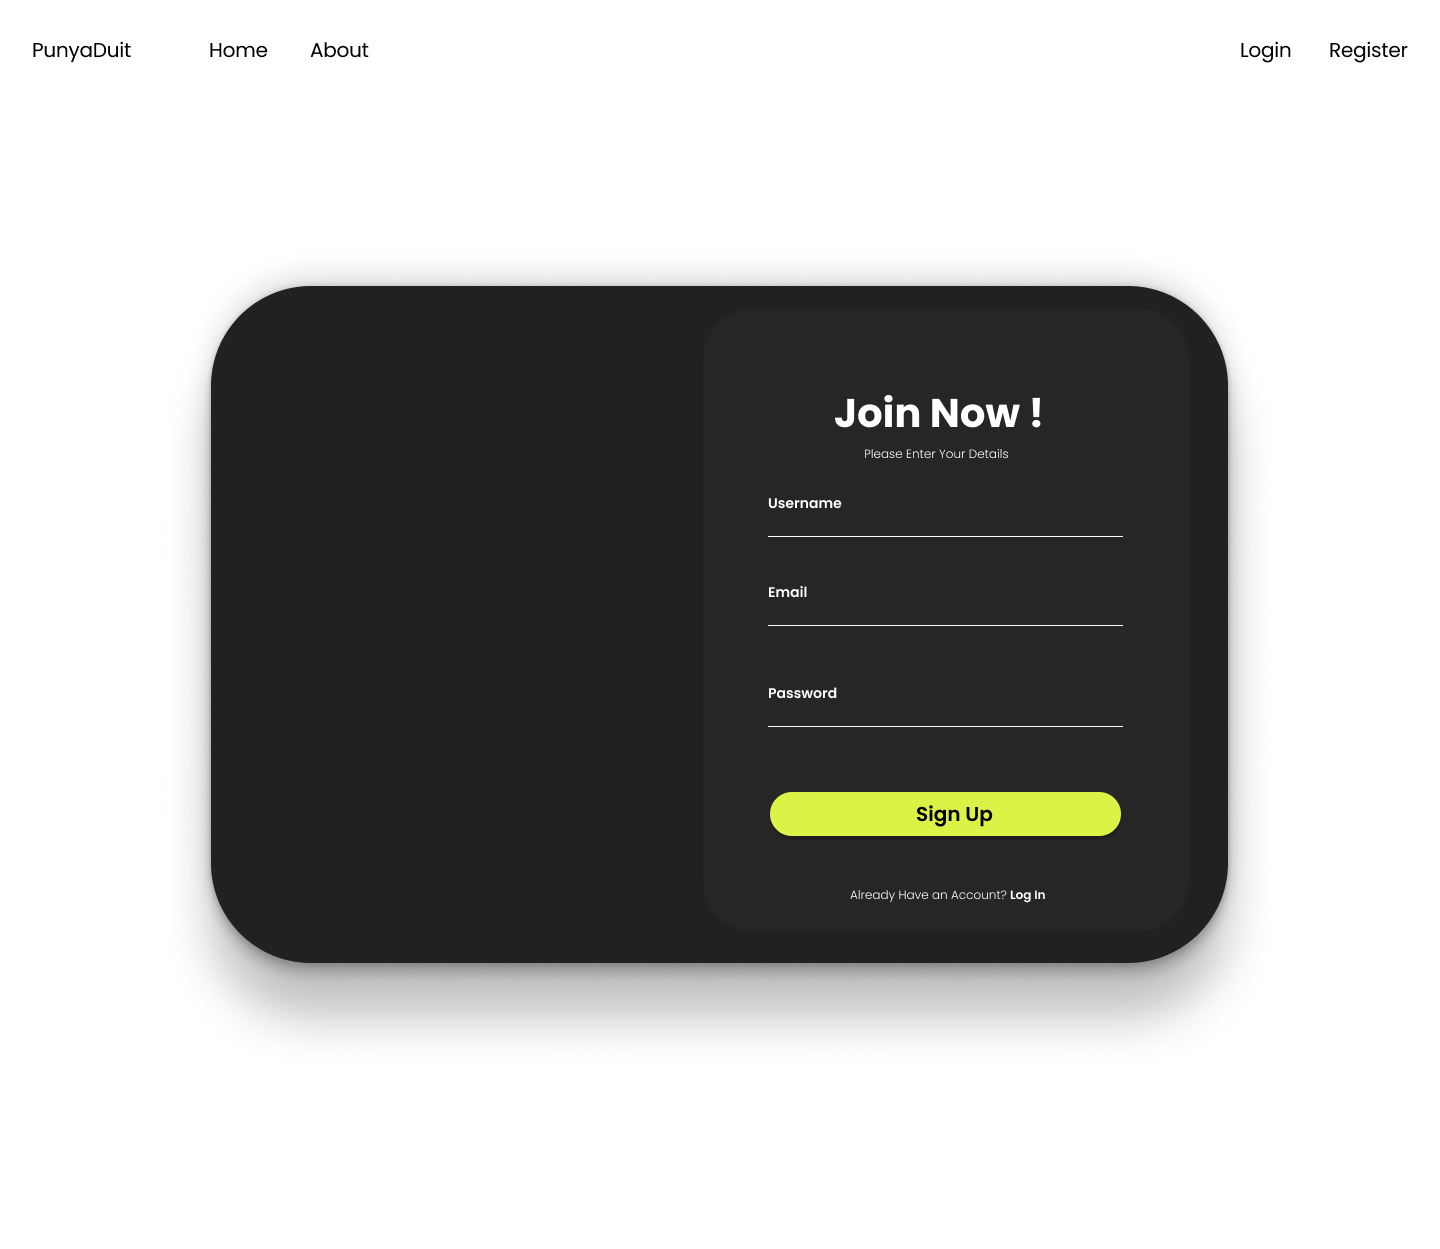 PunyaDuit Home About Login Register
Join Now !
Please Enter Your Details
Username
Email
Password
Sign Up
Already Have an Account? Log In